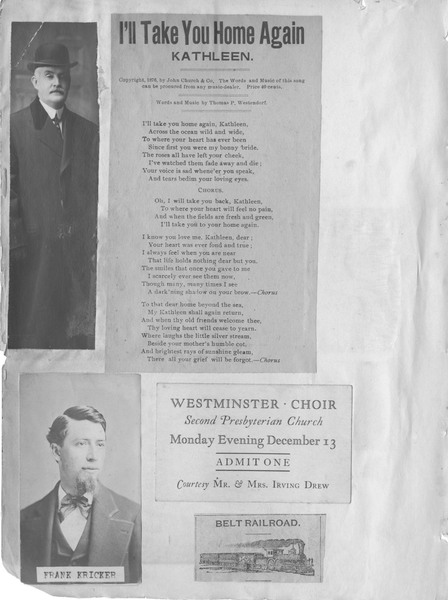 I'll Take You Home Again
KATHLEEN.
Copyright, 1876, by John Church & Co. The Words and Music of this song
can be procured from any music-dealer. Price 40 cents.
Words and Music by Thomas P. Westendorf
I'll take you home again, Kathleen,
Across the ocean wild and wide,
To where your heart has ever been
Since first you were my bonny bride.
The roses all have left your cheek,
I've watched them fade away and die;
Your voice is sad whene'er you speak,
And tears bedim your loving eyes.
CHORUS.
Oh, I will take you back, Kathleen,
To where your heart will feel no pain,
And when the fields are fresh and green,
I'll take you to your home again.
I know you love me, Kathleen, dear;
Your heart was ever fond and true;
I always feel when you are near
That life holds nothing dear but you.
The smiles that once you gave to me
I scarcely ever see them now,
Though many, many times I see
A dark'ning shadow on your brow.—Chorus
To that dear home beyond the sea,
My Kathleen shall again return,
And when thy old friends welcome thee,
Thy loving heart will cease to yearn.
Where laughs the little silver stream,
Beside your mother's humble cot,
And brightest rays of sunshine gleam,
There all your grief will be forgot.—Chorus
WESTMINSTER · CHOIR
Second Presbyterian Church
Monday Evening December 13
ADMIT ONE
Courtesy Mr. & Mrs. Irving Drew
FRANK KRICKER
BELT RAILROAD.